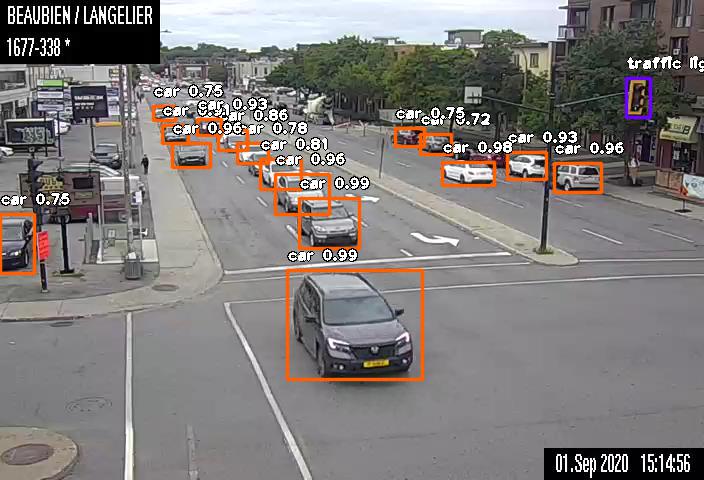 BEAUBIEN / LANGELIER
1677-338 *
traffic lig
car 0.75
car 0.93
car 0.86
car 0.96
car 0.78
car 0.81
car 0.96
car 0.99
car 0.75
0.72
car 0.93
car 0.98
car 0.96
car 0.75
car 0.99
01.Sep 2020 15:14:56